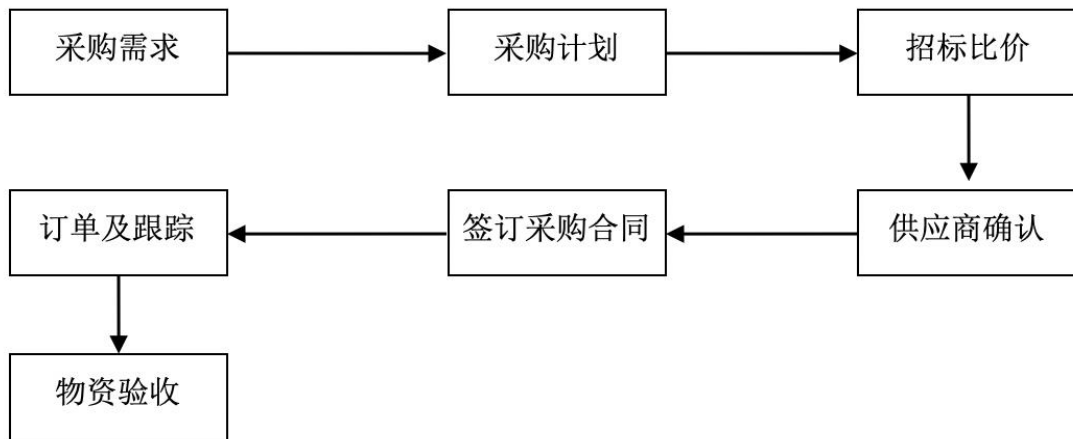 采购需求
采购计划
招标比价
供应商确认
签订采购合同
订单及跟踪
物资验收